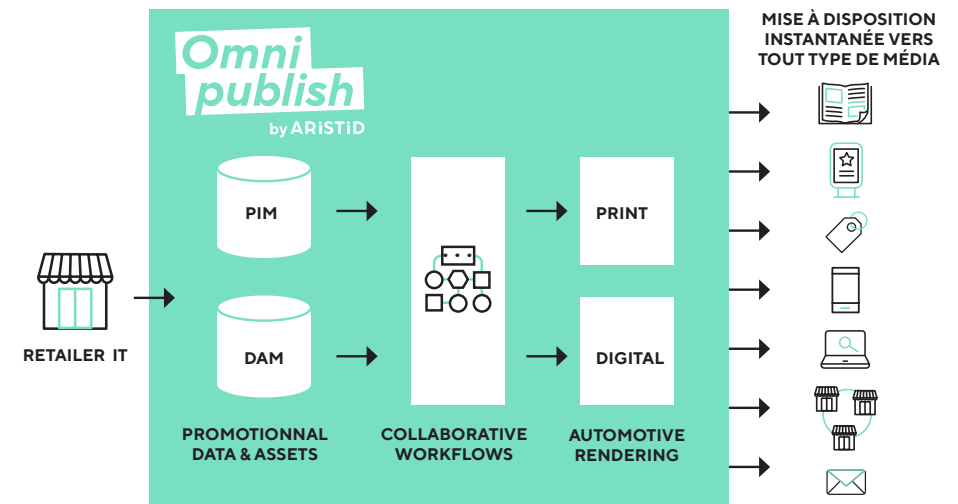 Omni
publish
by ARiSTiD
MISE À DISPOSITION
INSTANTANÉE VERS
TOUT TYPE DE MÉDIA
RETAILER IT
PIM
DAM
PRINT
DIGITAL
PROMOTIONNAL
DATA & ASSETS
COLLABORATIVE
WORKFLOWS
AUTOMOTIVE
RENDERING